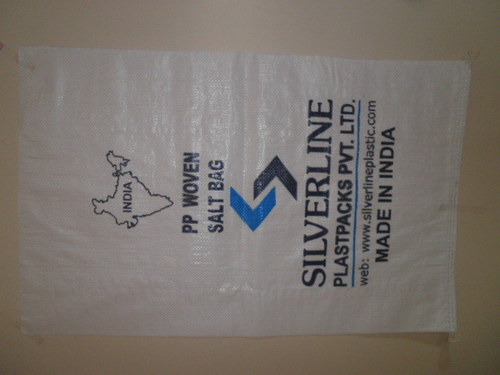 INDIA
PP WOVEN
SALT BAG
SILVERLINE
PLASTPACKS PVT. LTD.
web: www.silverlineplastic.com
MADE IN INDIA